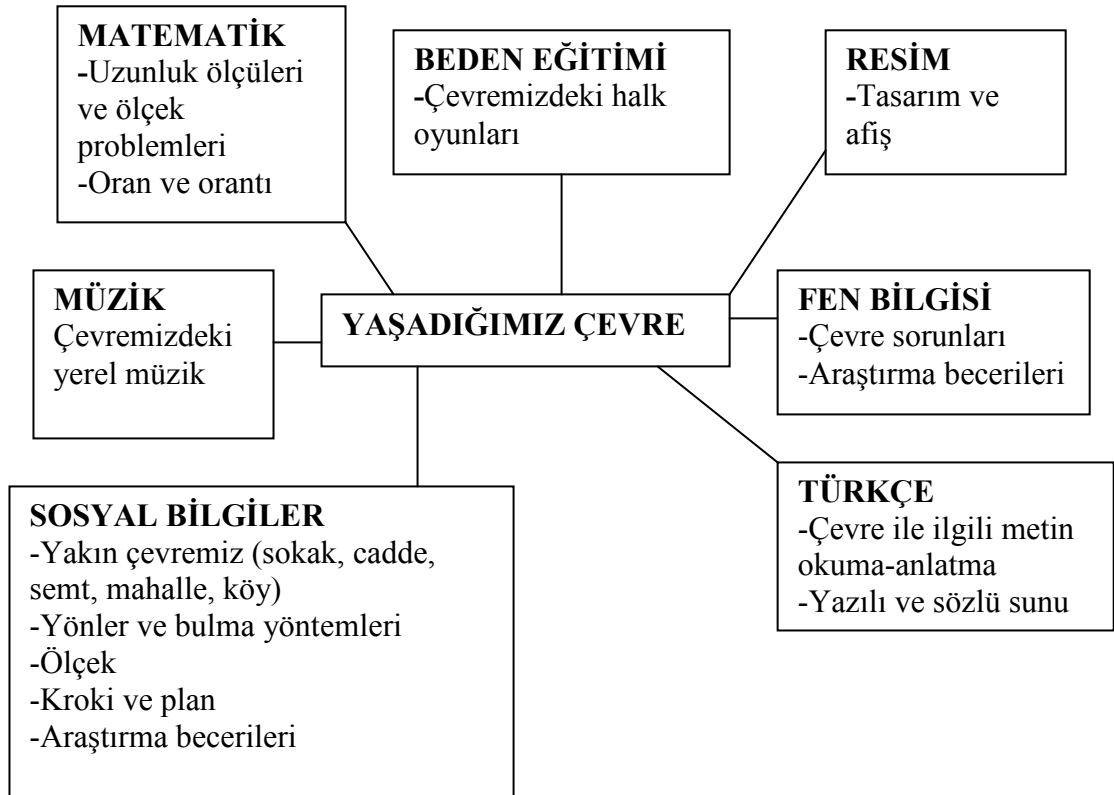 MATEMATİK
-Uzunluk ölçüleri
ve ölçek
problemleri
-Oran ve orantı
BEDEN EĞİTİMİ
-Çevremizdeki halk
oyunları
RESİM
-Tasarım ve
afiş
MÜZİK
Çevremizdeki
yerel müzik
YAŞADIĞIMIZ ÇEVRE
FEN BİLGİSİ
-Çevre sorunları
-Araştırma becerileri
SOSYAL BİLGİLER
-Yakın çevremiz (sokak, cadde,
semt, mahalle, köy)
-Yönler ve bulma yöntemleri
-Ölçek
-Kroki ve plan
-Araştırma becerileri
TÜRKÇE
-Çevre ile ilgili metin
okuma-anlatma
-Yazılı ve sözlü sunu